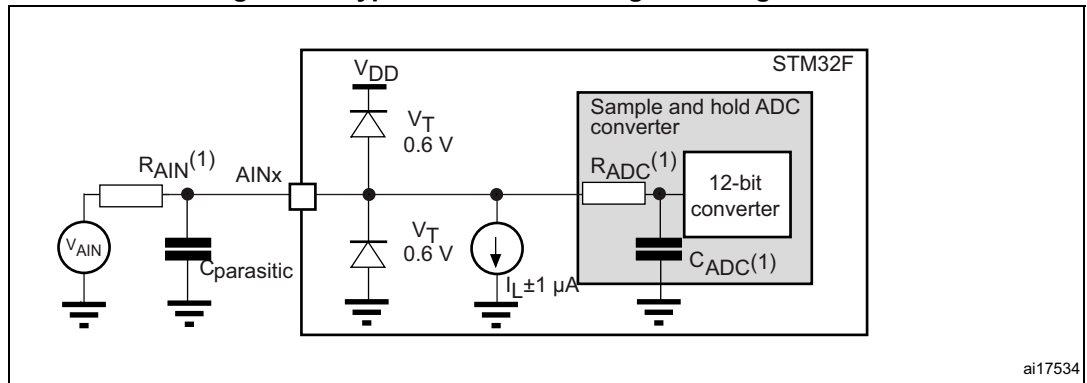 STM32F
VDD
Sample and hold ADC
converter
VT
0.6 V
RAIN(1)
AINx
RADC(1)
12-bit
converter
VAIN
Cparasitic
VT
0.6 V
IL±1 µA
CADC(1)
ai17534